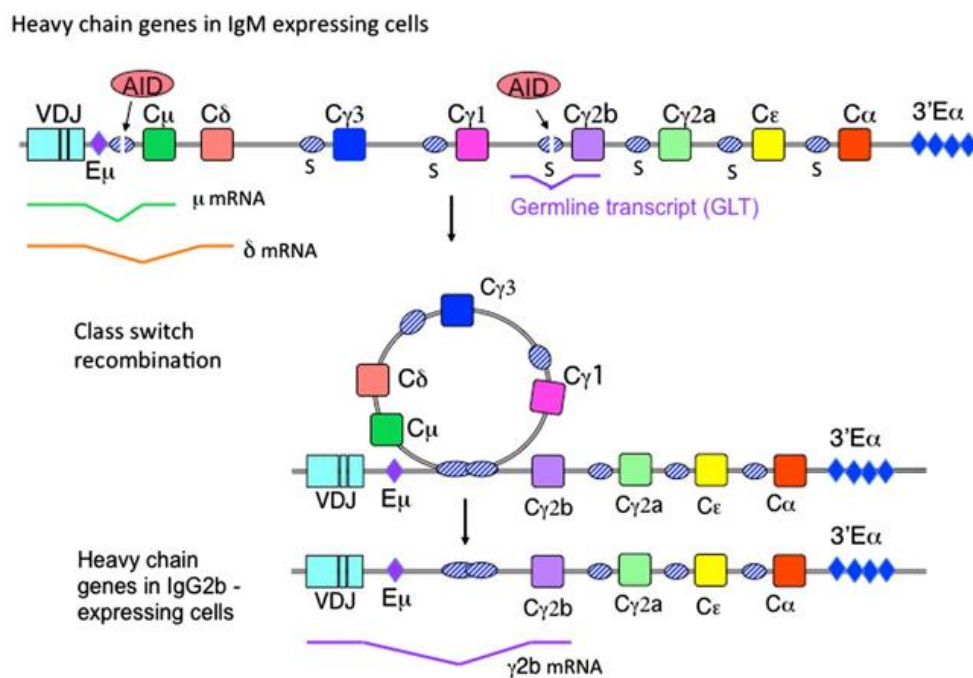 Heavy chain genes in IgM expressing cells
AID AID
VDJ Cμ Cδ Cγ3 Cγ1 Cγ2b Cγ2a Cε Cα 3'Eα
Eμ S S S S S S
μ mRNA
Germline transcript (GLT)
δ mRNA
Cγ3
Class switch
recombination
Cδ Cγ1
Cμ
3'Eα
VDJ Eμ Cγ2b Cγ2a Cε Cα
Heavy chain
genes in IgG2b -
expressing cells
3'Eα
VDJ Eμ Cγ2b Cγ2a Cε Cα
γ2b mRNA